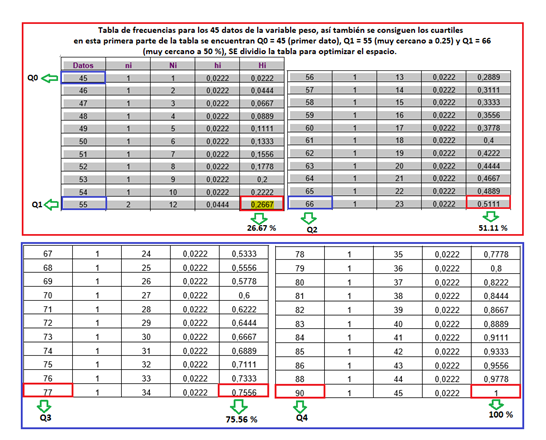 Tabla de frecuencias para los 45 datos de la variable peso, así también se consiguen los cuartiles
en esta primera parte de la tabla se encuentran Q0 = 45 (primer dato), Q1 = 55 (muy cercano a 0.25) y Q1 = 66
(muy cercano a 50 %), SE dividio la tabla para optimizar el espacio.
Datos ni Ni hi Hi
Q0 45 1 1 0,0222 0,0222
46 1 2 0,0222 0,0444
47 1 3 0,0222 0,0667
48 1 4 0,0222 0,0889
49 1 5 0,0222 0,1111
50 1 6 0,0222 0,1333
51 1 7 0,0222 0,1556
52 1 8 0,0222 0,1778
53 1 9 0,0222 0,2
54 1 10 0,0222 0,2222
Q1 55 2 12 0,0444 0,2667
26.67 %
56 1 13 0,0222 0,2889
57 1 14 0,0222 0,3111
58 1 15 0,0222 0,3333
59 1 16 0,0222 0,3556
60 1 17 0,0222 0,3778
61 1 18 0,0222 0,4
62 1 19 0,0222 0,4222
63 1 20 0,0222 0,4444
64 1 21 0,0222 0,4667
65 1 22 0,0222 0,4889
66 1 23 0,0222 0,5111
Q2 51.11 %
67 1 24 0,0222 0,5333
68 1 25 0,0222 0,5556
69 1 26 0,0222 0,5778
70 1 27 0,0222 0,6
71 1 28 0,0222 0,6222
72 1 29 0,0222 0,6444
73 1 30 0,0222 0,6667
74 1 31 0,0222 0,6889
75 1 32 0,0222 0,7111
76 1 33 0,0222 0,7333
77 1 34 0,0222 0,7556
Q3 75.56 %
78 1 35 0,0222 0,7778
79 1 36 0,0222 0,8
80 1 37 0,0222 0,8222
81 1 38 0,0222 0,8444
82 1 39 0,0222 0,8667
83 1 40 0,0222 0,8889
84 1 41 0,0222 0,9111
85 1 42 0,0222 0,9333
86 1 43 0,0222 0,9556
88 1 44 0,0222 0,9778
90 1 45 0,0222 1
Q4 100 %